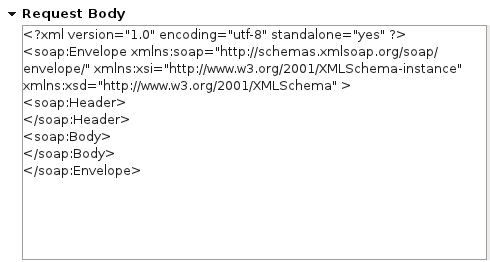 Request Body
<?xml version="1.0" encoding="utf-8" standalone="yes" ?>
<soap:Envelope xmlns:soap="http://schemas.xmlsoap.org/soap/
envelope/" xmlns:xsi="http://www.w3.org/2001/XMLSchema-instance"
xmlns:xsd="http://www.w3.org/2001/XMLSchema" >
<soap:Header>
</soap:Header>
<soap:Body>
</soap:Body>
</soap:Envelope>